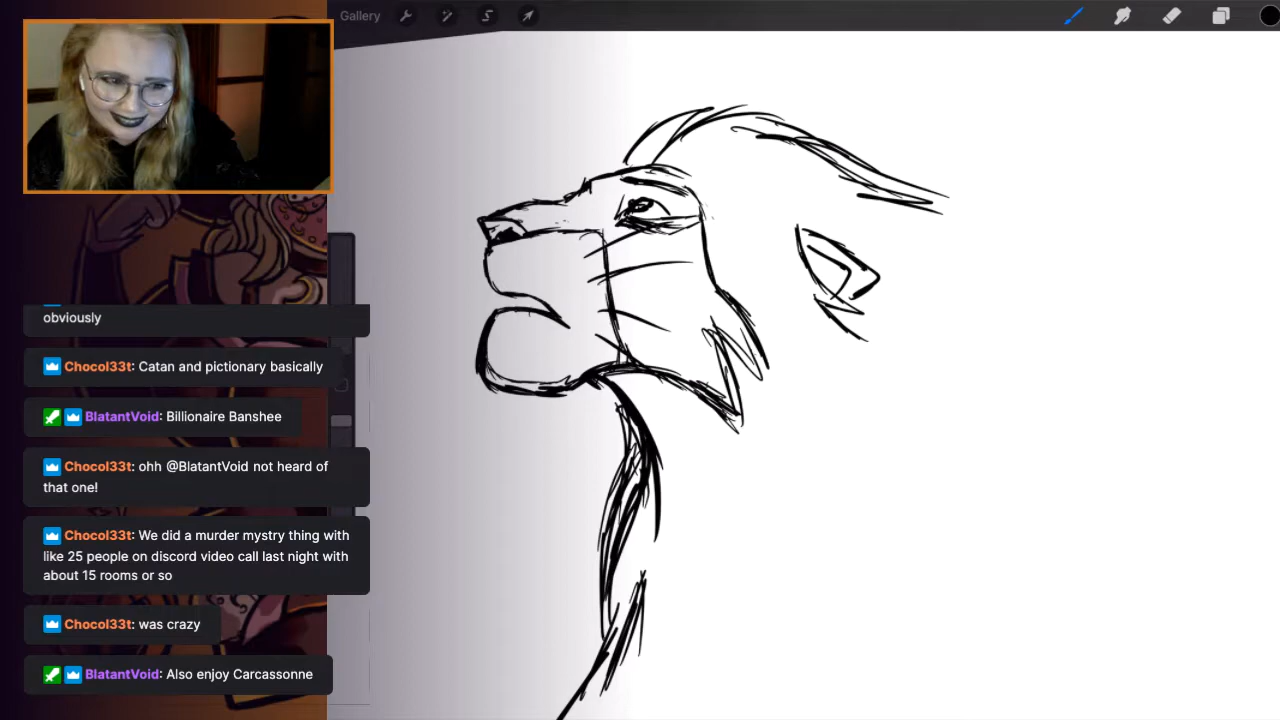 Gallery
obviously
Chocol33t: Catan and pictionary basically
BlatantVoid: Billionaire Banshee
Chocol33t: ohh @BlatantVoid not heard of
that one!
Chocol33t: We did a murder mystry thing with
like 25 people on discord video call last night with
about 15 rooms or so
Chocol33t: was crazy
BlatantVoid: Also enjoy Carcassonne